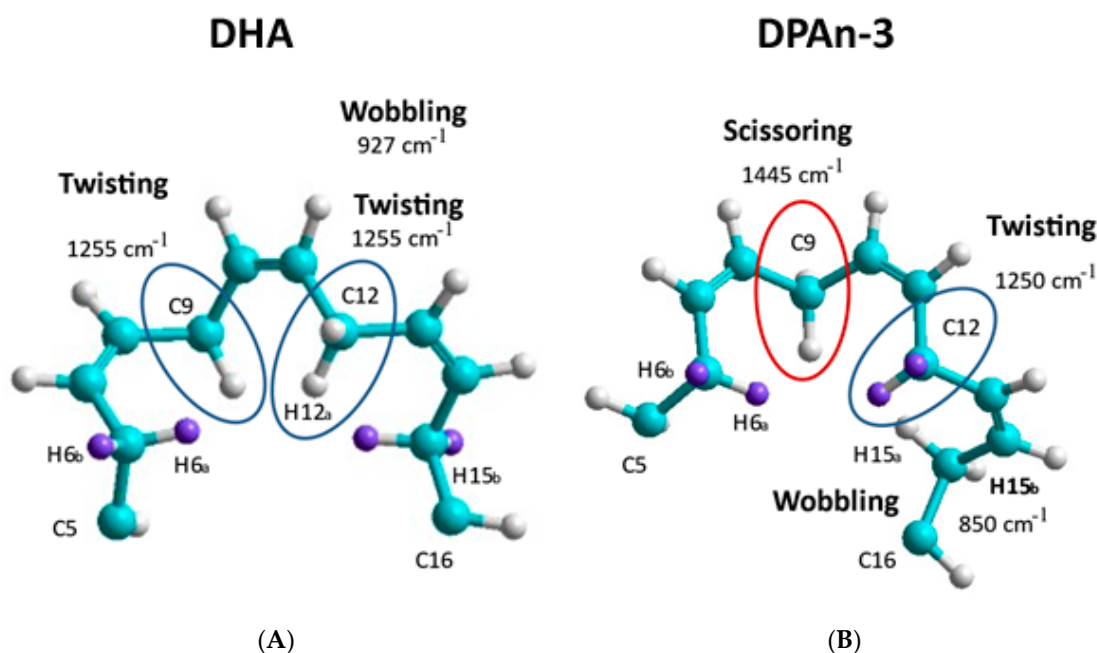 DHA
Wobbling
927 cm⁻¹
Twisting
Twisting
1255 cm⁻¹
1255 cm⁻¹
C9
C12
H12a
H6b
H6a
H15b
C5
C16
(A)
DPAn-3
Scissoring
1445 cm⁻¹
Twisting
1250 cm⁻¹
C9
C12
H6b
H6a
C5
H15a
H15b
Wobbling
850 cm⁻¹
C16
(B)